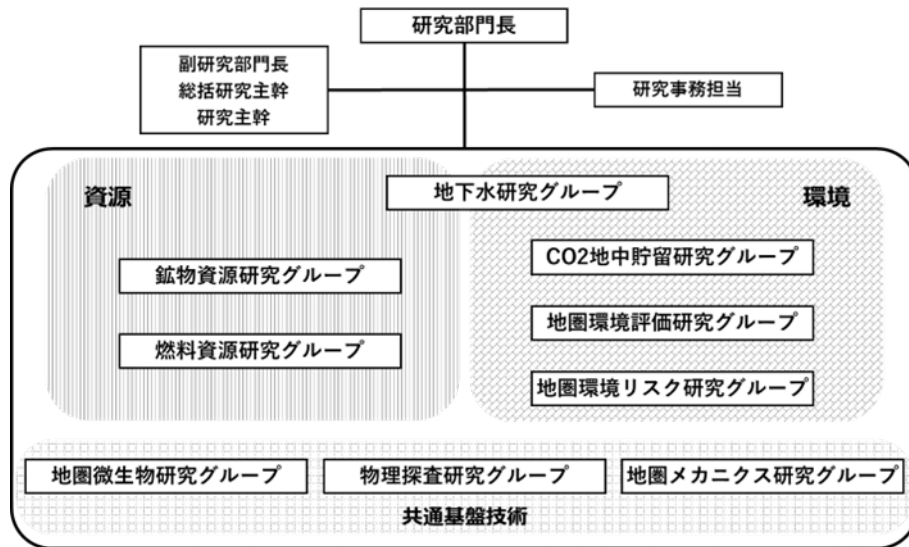 研究部門長
副研究部門長
総括研究主幹
研究主幹
研究事務担当
資源
地下水研究グループ
環境
鉱物資源研究グループ
燃料資源研究グループ
CO2地中貯留研究グループ
地圏環境評価研究グループ
地圏環境リスク研究グループ
地圏微生物研究グループ
物理探査研究グループ
地圏メカニクス研究グループ
共通基盤技術